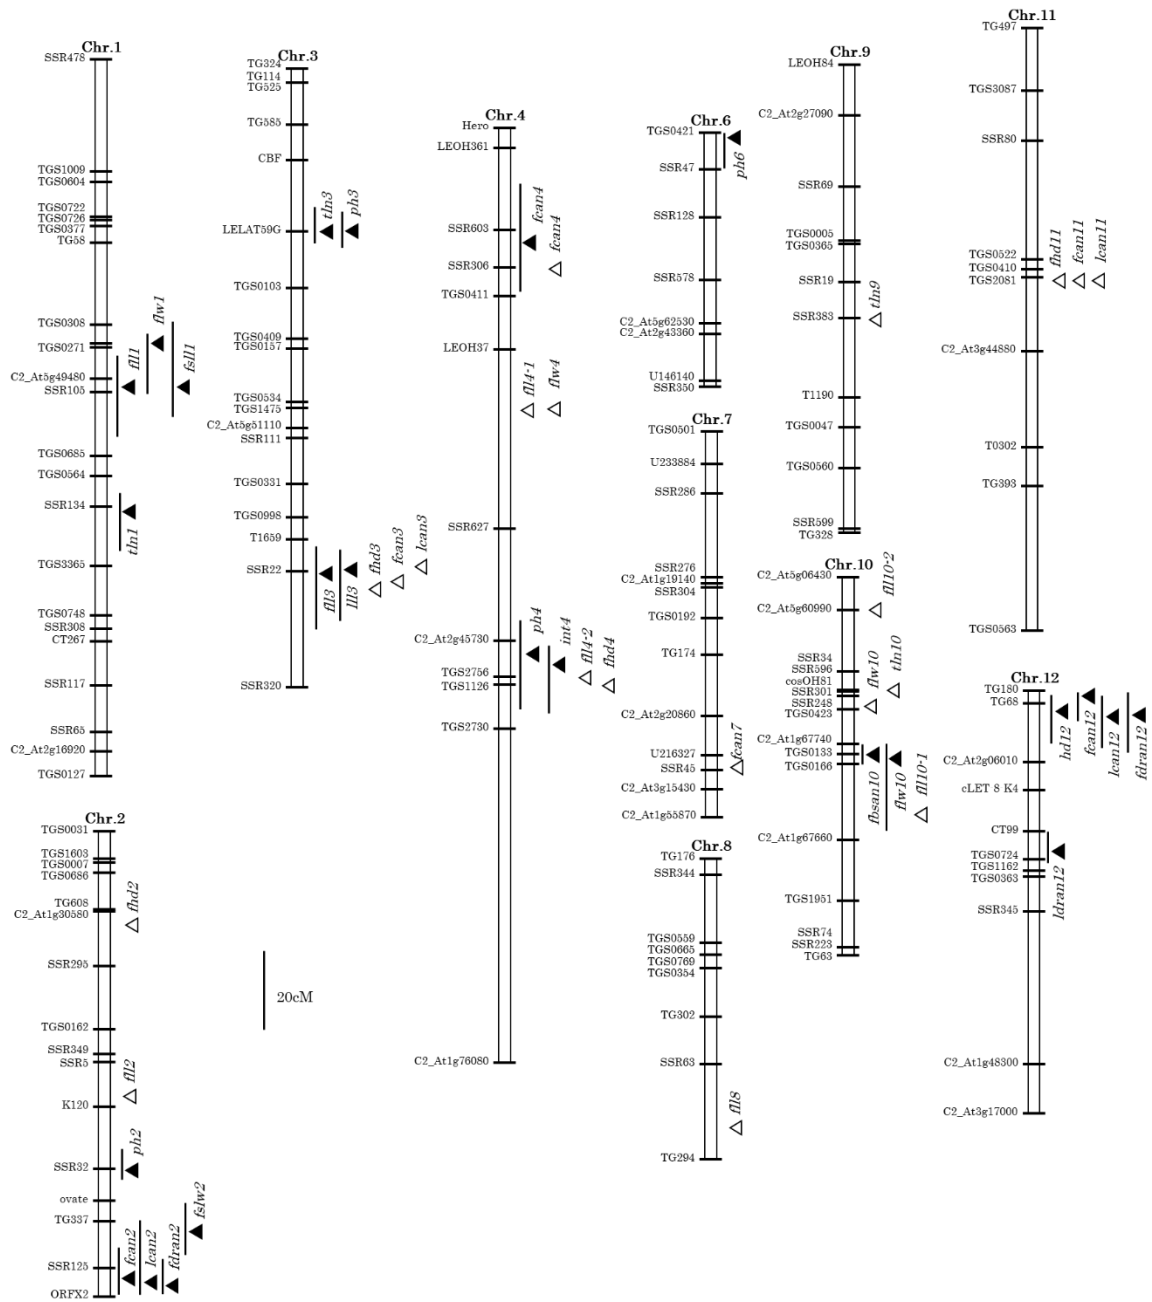 Chr.1
SSR478
TGS1009
TGS0604
TGS0722
TGS0726
TGS0377
TG58
TGS0308
TGS0271
C2_At5g49480
SSR105
TGS0685
TGS0564
SSR134
TGS3365
TGS0748
SSR308
CT267
SSR117
SSR65
C2_At2g16920
TGS0127
fll1
flw1
fsll1
tln1
Chr.2
TGS0031
TGS1603
TGS0007
TGS0686
TG608
C2_At1g30580
SSR295
TGS0162
SSR349
SSR5
K120
SSR32
ovate
TG337
SSR125
ORFX2
fhd2
fll2
ph2
fslw2
fcan2
lcan2
fdran2
20cM
Chr.3
TG324
TG114
TG525
TG585
CBF
LELAT59G
TGS0103
TGS0409
TGS0157
TGS0534
TGS1475
C2_At5g51110
SSR111
TGS0331
TGS0998
T1659
SSR22
SSR320
tln3
ph3
fll3
lll3
fhd3
fcan3
lcan3
Chr.4
Hero
LEOH361
SSR603
SSR306
TGS0411
LEOH37
SSR627
C2_At2g45730
TGS2756
TGS1126
TGS2730
C2_At1g76080
fcan4
fcan4
fll4-1
flw4
ph4
int4
fll4-2
fhd4
Chr.6
TGS0421
SSR47
SSR128
SSR578
C2_At5g62530
C2_At2g43360
U146140
SSR350
ph6
Chr.7
TGS0501
U233884
SSR286
SSR276
C2_At1g19140
SSR304
TGS0192
TG174
C2_At2g20860
U216327
SSR45
C2_At3g15430
C2_At1g55870
fcan7
Chr.8
TG176
SSR344
TGS0559
TGS0665
TGS0769
TGS0354
TG302
SSR63
TG294
fll8
Chr.9
LEOH84
C2_At2g27090
SSR69
TGS0005
TGS0365
SSR19
SSR383
T1190
TGS0047
TGS0560
SSR599
TG328
tln9
Chr.10
C2_At5g06430
C2_At5g60990
SSR34
SSR596
cosOH81
SSR301
SSR248
TGS0423
C2_At1g67740
TGS0133
TGS0166
C2_At1g67660
TGS1951
SSR74
SSR223
TG63
fll10-2
flw10
tln10
fbsan10
flw10
fll10-1
Chr.11
TG497
TGS3087
SSR80
TGS0522
TGS0410
TGS2081
C2_At3g44880
T0302
TG393
TGS0563
fhd11
fcan11
lcan11
Chr.12
TG180
TG68
C2_At2g06010
cLET 8 K4
CT99
TGS0724
TGS1162
TGS0363
SSR345
C2_At1g48300
C2_At3g17000
hd12
fcan12
lcan12
fdran12
ldran12